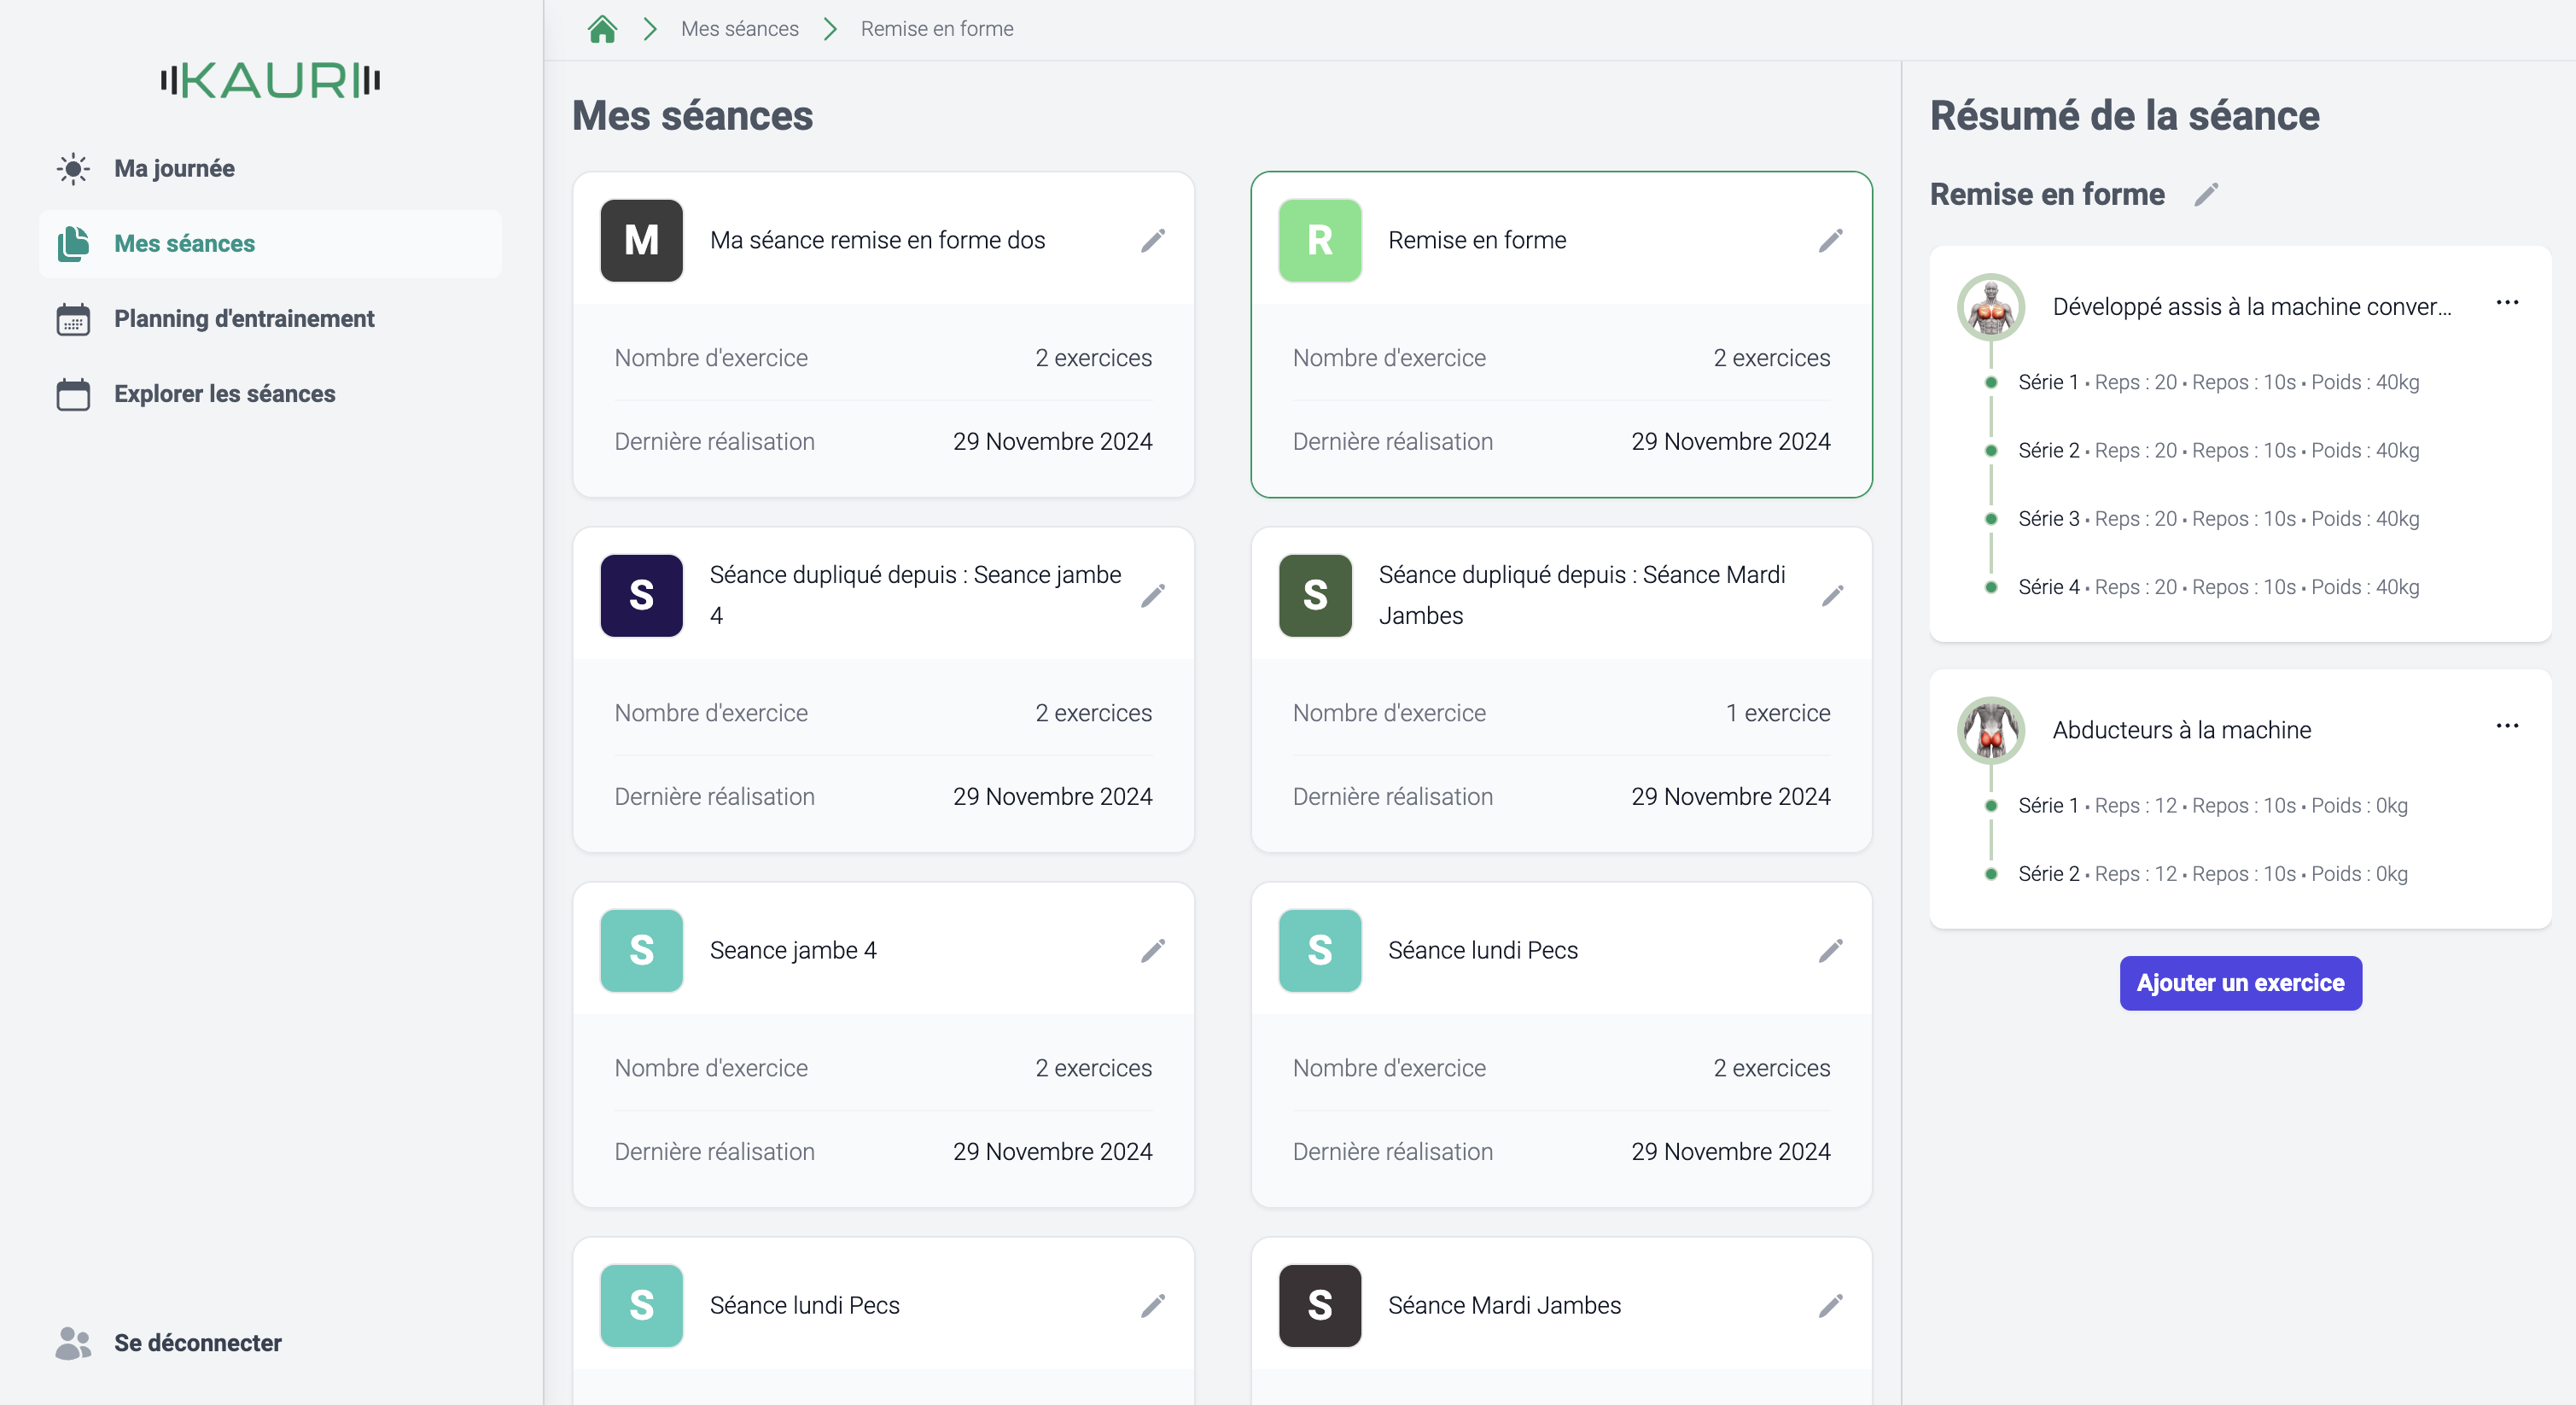 KAURI
Ma journée
Mes séances
Planning d'entrainement
Explorer les séances
Se déconnecter
Mes séances
Remise en forme
Mes séances
M
Ma séance remise en forme dos
Nombre d'exercice
2 exercices
Dernière réalisation
29 Novembre 2024
R
Remise en forme
Nombre d'exercice
2 exercices
Dernière réalisation
29 Novembre 2024
S
Séance dupliqué depuis : Seance jambe
4
Nombre d'exercice
2 exercices
Dernière réalisation
29 Novembre 2024
S
Séance dupliqué depuis : Séance Mardi
Jambes
Nombre d'exercice
1 exercice
Dernière réalisation
29 Novembre 2024
S
Seance jambe 4
Nombre d'exercice
2 exercices
Dernière réalisation
29 Novembre 2024
S
Séance lundi Pecs
Nombre d'exercice
2 exercices
Dernière réalisation
29 Novembre 2024
S
Séance lundi Pecs
S
Séance Mardi Jambes
Résumé de la séance
Remise en forme
Développé assis à la machine conver...
Série 1 • Reps : 20 • Repos : 10s • Poids : 40kg
Série 2 • Reps : 20 • Repos : 10s • Poids : 40kg
Série 3 • Reps : 20 • Repos : 10s • Poids : 40kg
Série 4 • Reps : 20 • Repos : 10s • Poids : 40kg
Abducteurs à la machine
Série 1 • Reps : 12 • Repos : 10s • Poids : 0kg
Série 2 • Reps : 12 • Repos : 10s • Poids : 0kg
Ajouter un exercice